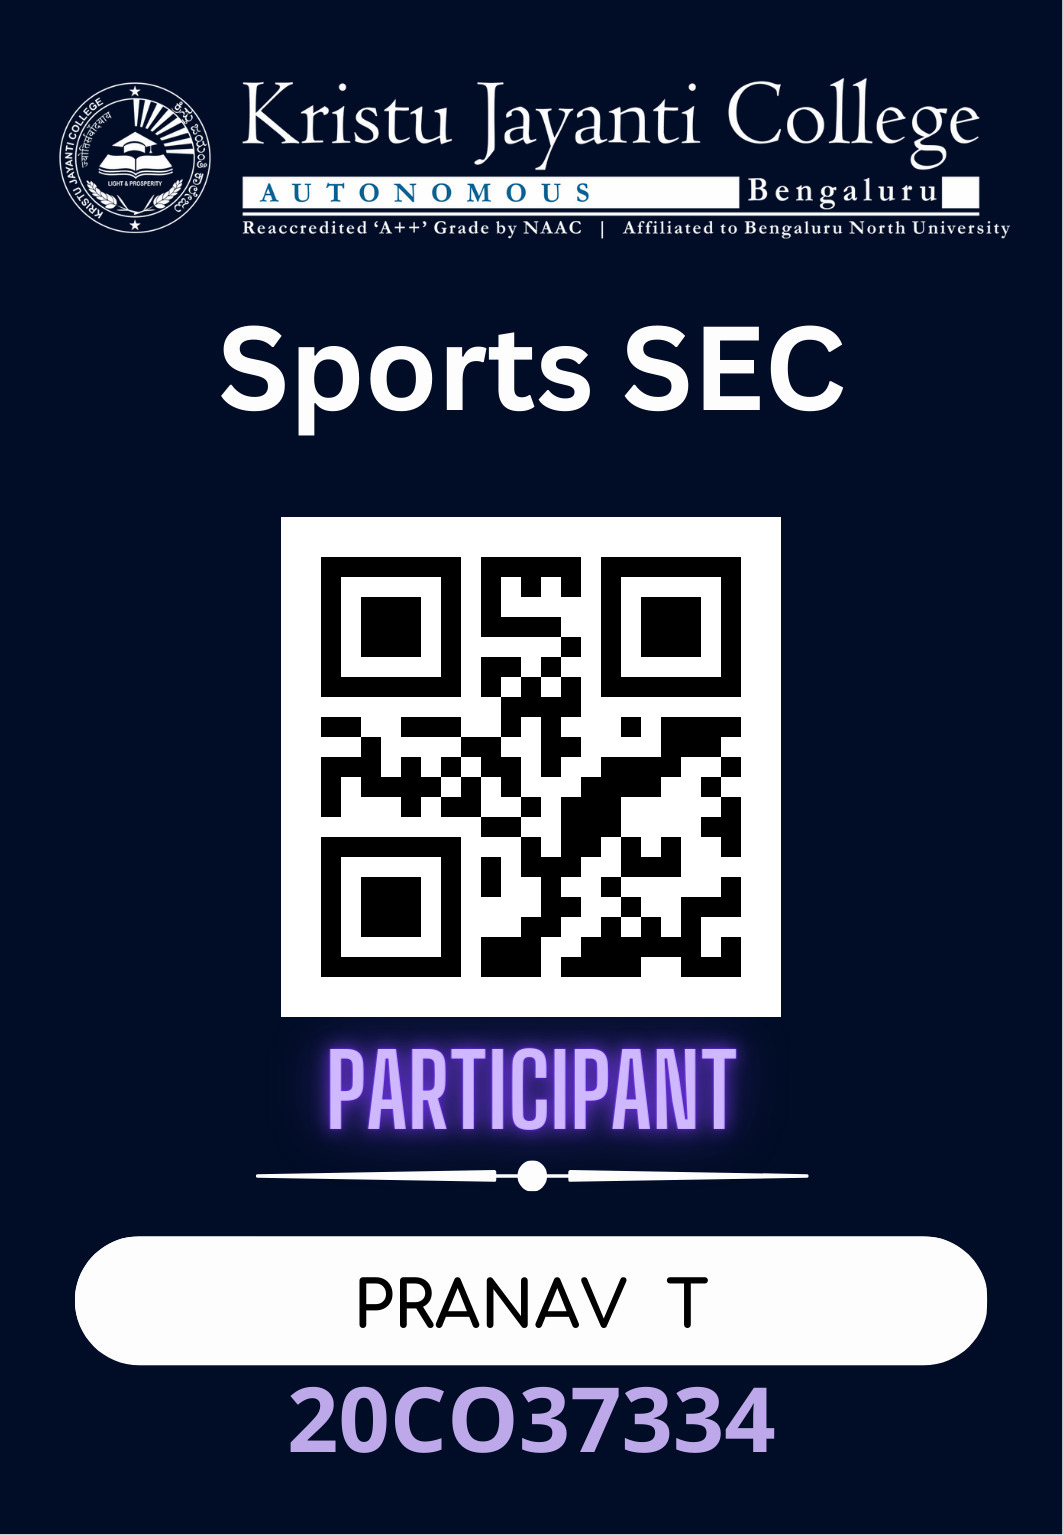 Kristu Jayanti College
AUTONOMOUS Bengaluru
Reaccredited ‘A++’ Grade by NAAC | Affiliated to Bengaluru North University
KRISTU JAYANTI COLLEGE
LIGHT & PROSPERITY
Sports SEC
PARTICIPANT
PRANAV T
20CO37334